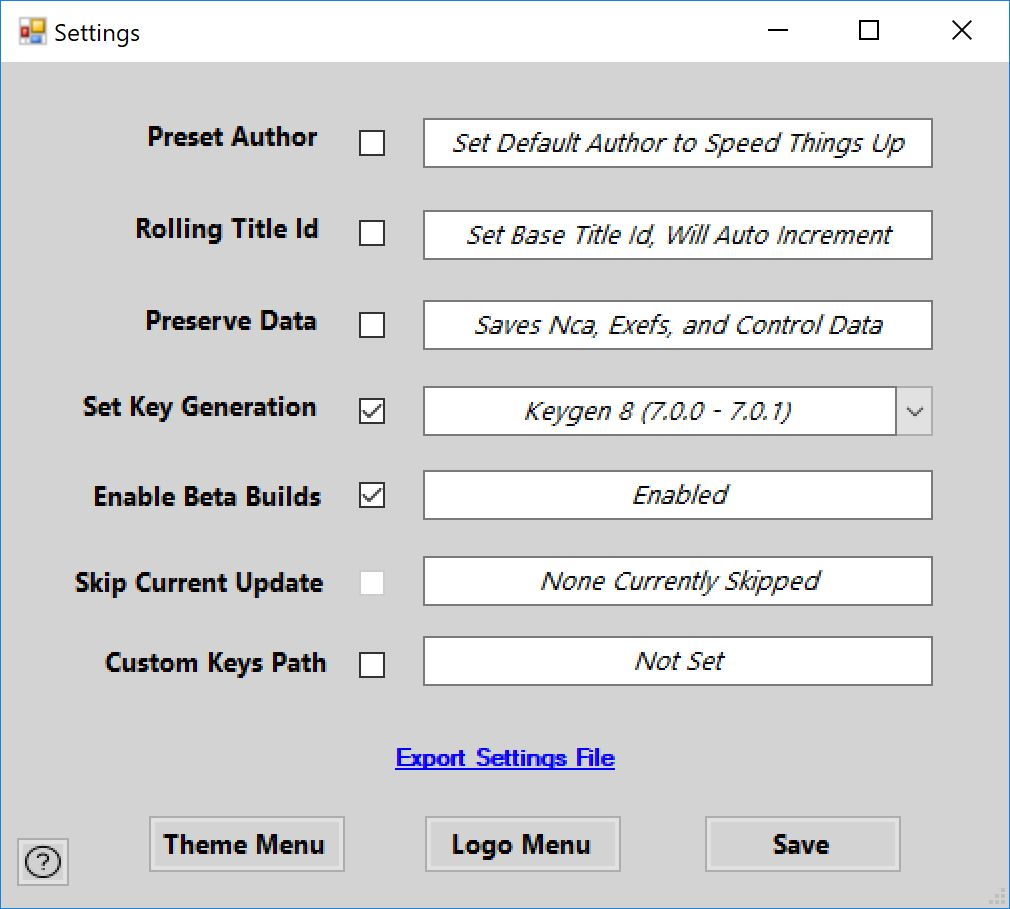 Settings
Preset Author
Set Default Author to Speed Things Up
Rolling Title Id
Set Base Title Id, Will Auto Increment
Preserve Data
Saves Nca, Exefs, and Control Data
Set Key Generation
Keygen 8 (7.0.0 - 7.0.1)
Enable Beta Builds
Enabled
Skip Current Update
None Currently Skipped
Custom Keys Path
Not Set
Export Settings File
?
Theme Menu
Logo Menu
Save